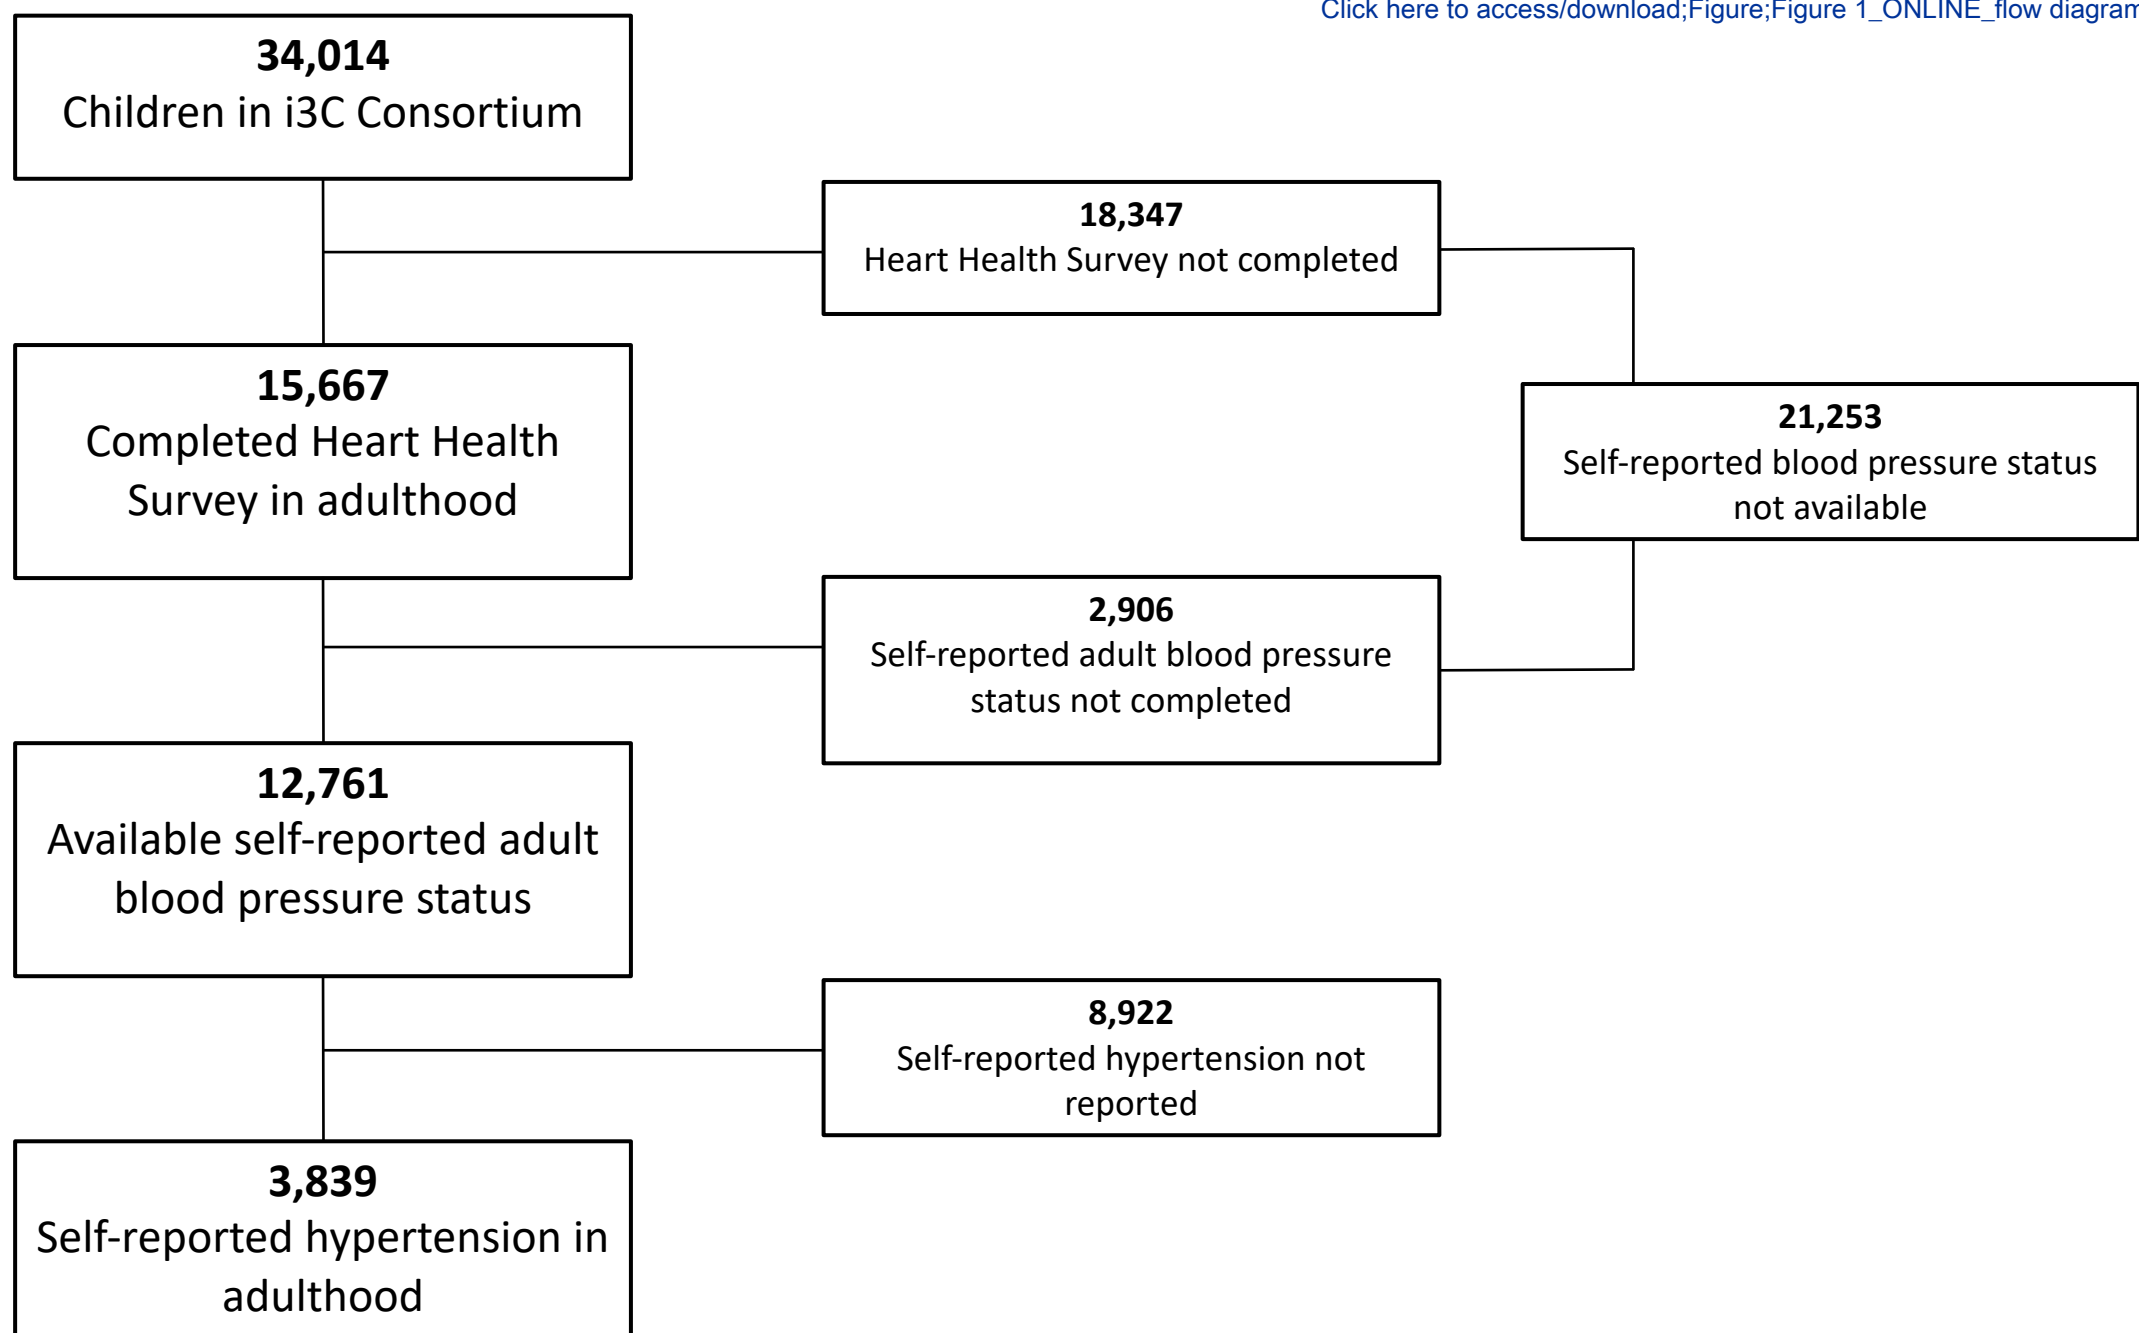 Click here to access/download;Figure;Figure 1_ONLINE_flow diagram
34,014
Children in i3C Consortium
18,347
Heart Health Survey not completed
15,667
Completed Heart Health
Survey in adulthood
21,253
Self-reported blood pressure status
not available
2,906
Self-reported adult blood pressure
status not completed
12,761
Available self-reported adult
blood pressure status
8,922
Self-reported hypertension not
reported
3,839
Self-reported hypertension in
adulthood